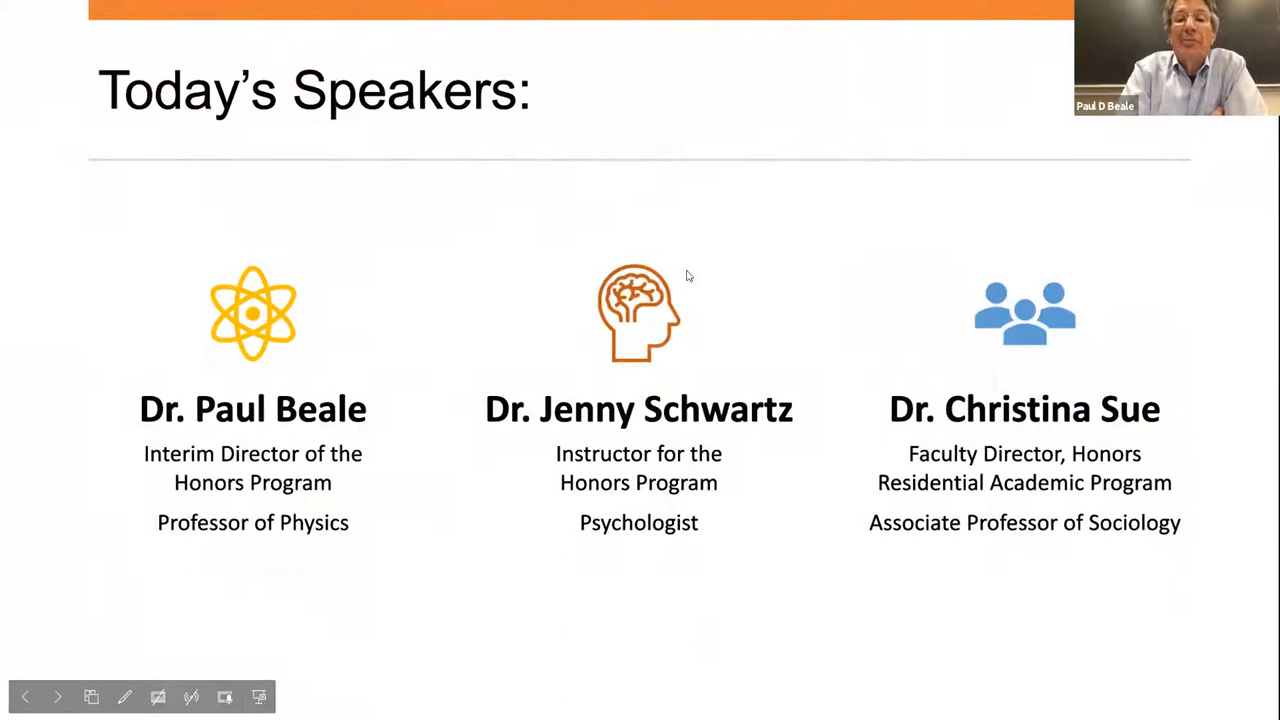 Today's Speakers:
Paul D Beale
Dr. Paul Beale
Interim Director of the
Honors Program
Professor of Physics
Dr. Jenny Schwartz
Instructor for the
Honors Program
Psychologist
Dr. Christina Sue
Faculty Director, Honors
Residential Academic Program
Associate Professor of Sociology